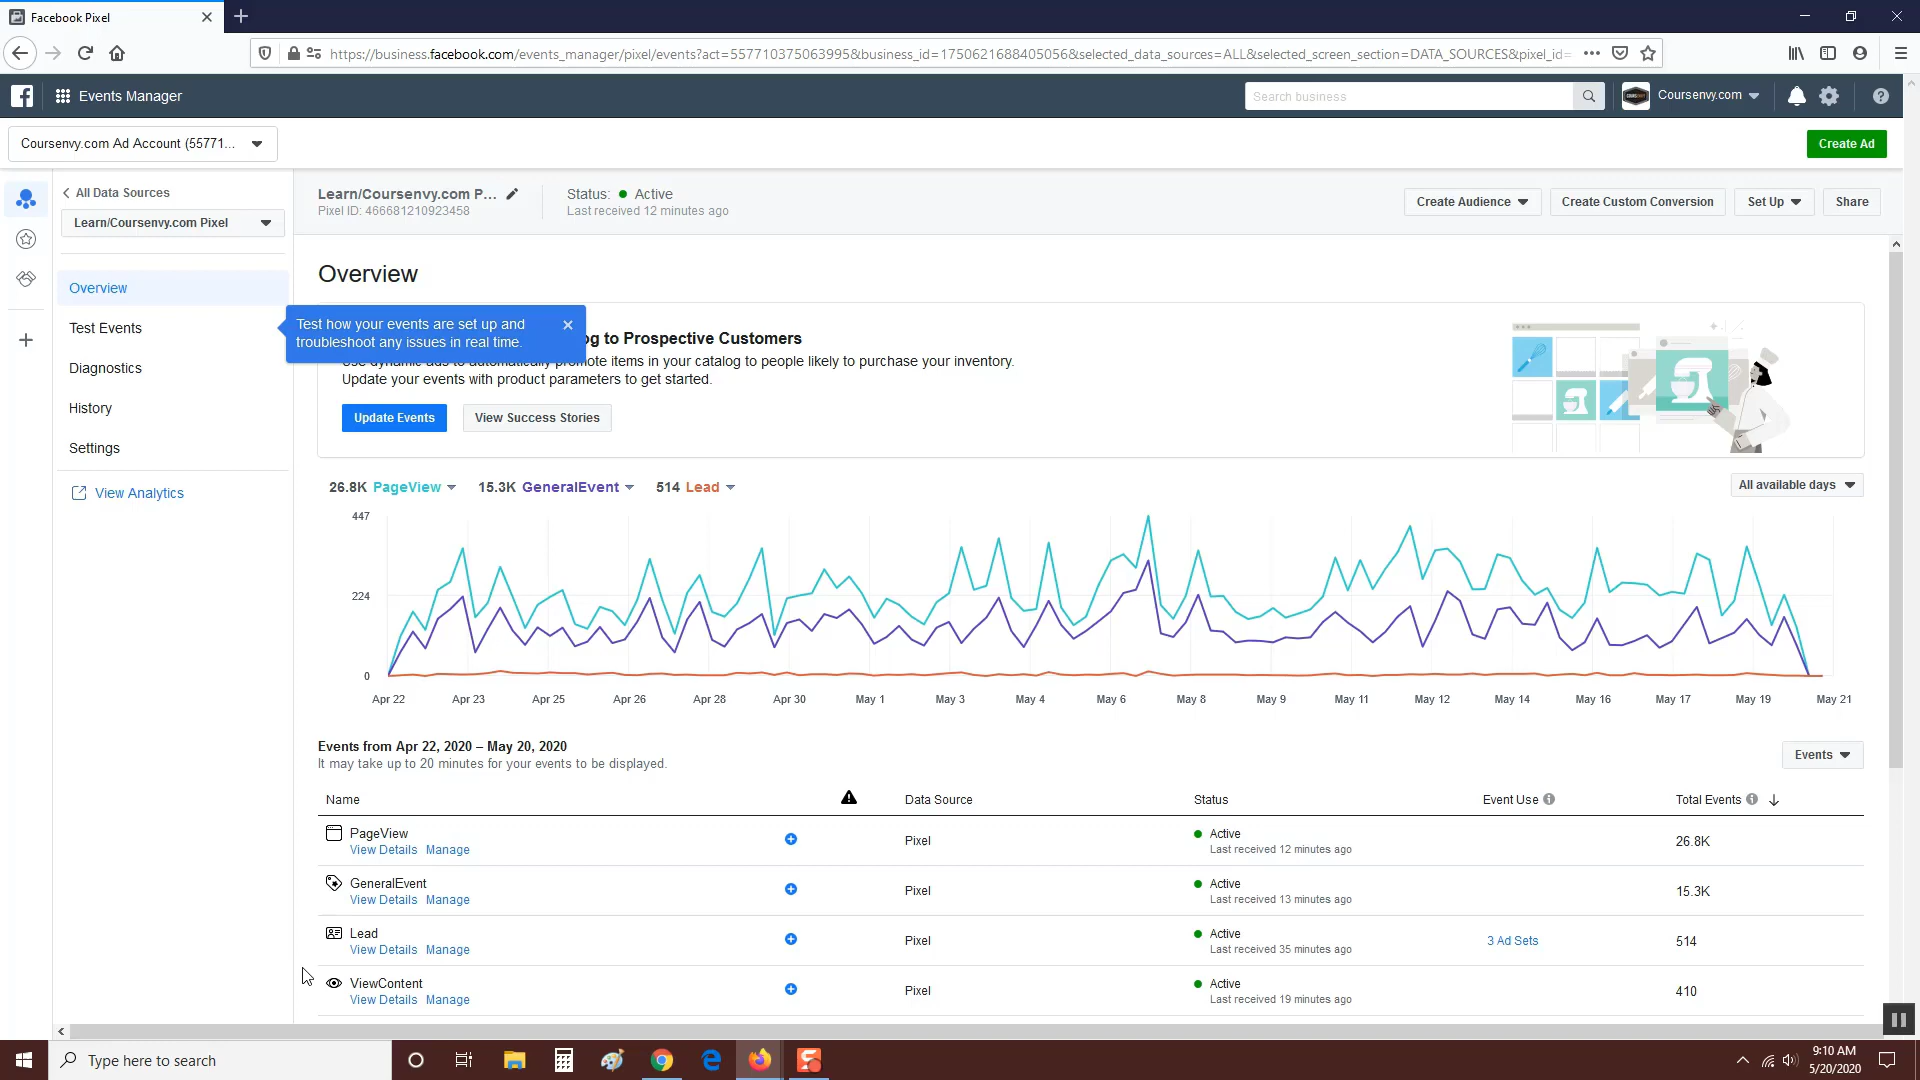 Facebook Pixel
https://business.facebook.com/events_manager/pixel/events?act=557710375063995&business_id=1750621688405056&selected_data_sources=ALL&selected_screen_section=DATA_SOURCES&pixel_id=
Events Manager
Search business
Coursenvy.com
Coursenvy.com Ad Account (55771...
Create Ad
All Data Sources
Learn/Coursenvy.com Pixel
Learn/Coursenvy.com P...
Pixel ID: 466681210923458
Status: Active
Last received 12 minutes ago
Create Audience
Create Custom Conversion
Set Up
Share
Overview
Test Events
Diagnostics
History
Settings
View Analytics
Overview
Test how your events are set up and
troubleshoot any issues in real time.
og to Prospective Customers
Use dynamic ads to automatically promote items in your catalog to people likely to purchase your inventory.
Update your events with product parameters to get started.
Update Events
View Success Stories
26.8K PageView
15.3K GeneralEvent
514 Lead
All available days
447
224
0
Apr 22
Apr 23
Apr 25
Apr 26
Apr 28
Apr 30
May 1
May 3
May 4
May 6
May 8
May 9
May 11
May 12
May 14
May 16
May 17
May 19
May 21
Events from Apr 22, 2020 – May 20, 2020
It may take up to 20 minutes for your events to be displayed.
Events
Name
Data Source
Status
Event Use
Total Events
PageView
View Details Manage
Pixel
Active
Last received 12 minutes ago
26.8K
GeneralEvent
View Details Manage
Pixel
Active
Last received 13 minutes ago
15.3K
Lead
View Details Manage
Pixel
Active
Last received 35 minutes ago
3 Ad Sets
514
ViewContent
View Details Manage
Pixel
Active
Last received 19 minutes ago
410
Type here to search
9:10 AM
5/20/2020